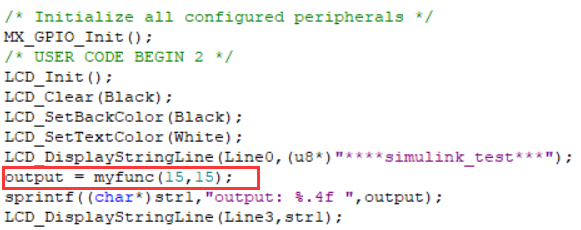 /* Initialize all configured peripherals */
MX_GPIO_Init();
/* USER CODE BEGIN 2 */
LCD_Init();
LCD_Clear(Black);
LCD_SetBackColor(Black);
LCD_SetTextColor(White);
LCD_DisplayStringLine(Line0,(u8*)"****simulink_test***");
output = myfunc(15,15);
sprintf((char*)str1,"output: %.4f ",output);
LCD_DisplayStringLine(Line3,str1);